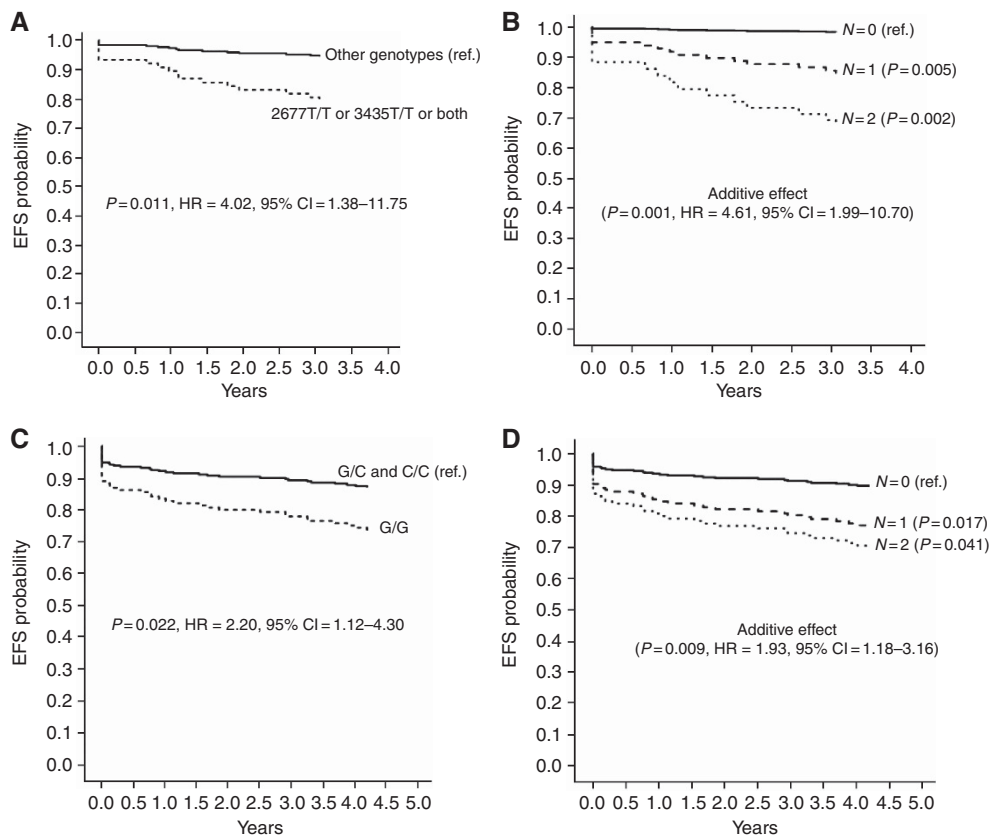 A
EFS probability
1.0
0.9
0.8
0.7
0.6
0.5
0.4
0.3
0.2
0.1
0.0
Other genotypes (ref.)
2677T/T or 3435T/T or both
P=0.011, HR = 4.02, 95% CI=1.38–11.75
0.0 0.5 1.0 1.5 2.0 2.5 3.0 3.5 4.0
Years
B
EFS probability
1.0
0.9
0.8
0.7
0.6
0.5
0.4
0.3
0.2
0.1
0.0
N=0 (ref.)
N=1 (P=0.005)
N=2 (P=0.002)
Additive effect
(P=0.001, HR = 4.61, 95% CI=1.99–10.70)
0.0 0.5 1.0 1.5 2.0 2.5 3.0 3.5 4.0
Years
C
EFS probability
1.0
0.9
0.8
0.7
0.6
0.5
0.4
0.3
0.2
0.1
0.0
G/C and C/C (ref.)
G/G
P=0.022, HR = 2.20, 95% CI=1.12–4.30
0.0 0.5 1.0 1.5 2.0 2.5 3.0 3.5 4.0 4.5 5.0
Years
D
EFS probability
1.0
0.9
0.8
0.7
0.6
0.5
0.4
0.3
0.2
0.1
0.0
N=0 (ref.)
N=1 (P=0.017)
N=2 (P=0.041)
Additive effect
(P=0.009, HR = 1.93, 95% CI=1.18–3.16)
0.0 0.5 1.0 1.5 2.0 2.5 3.0 3.5 4.0 4.5 5.0
Years